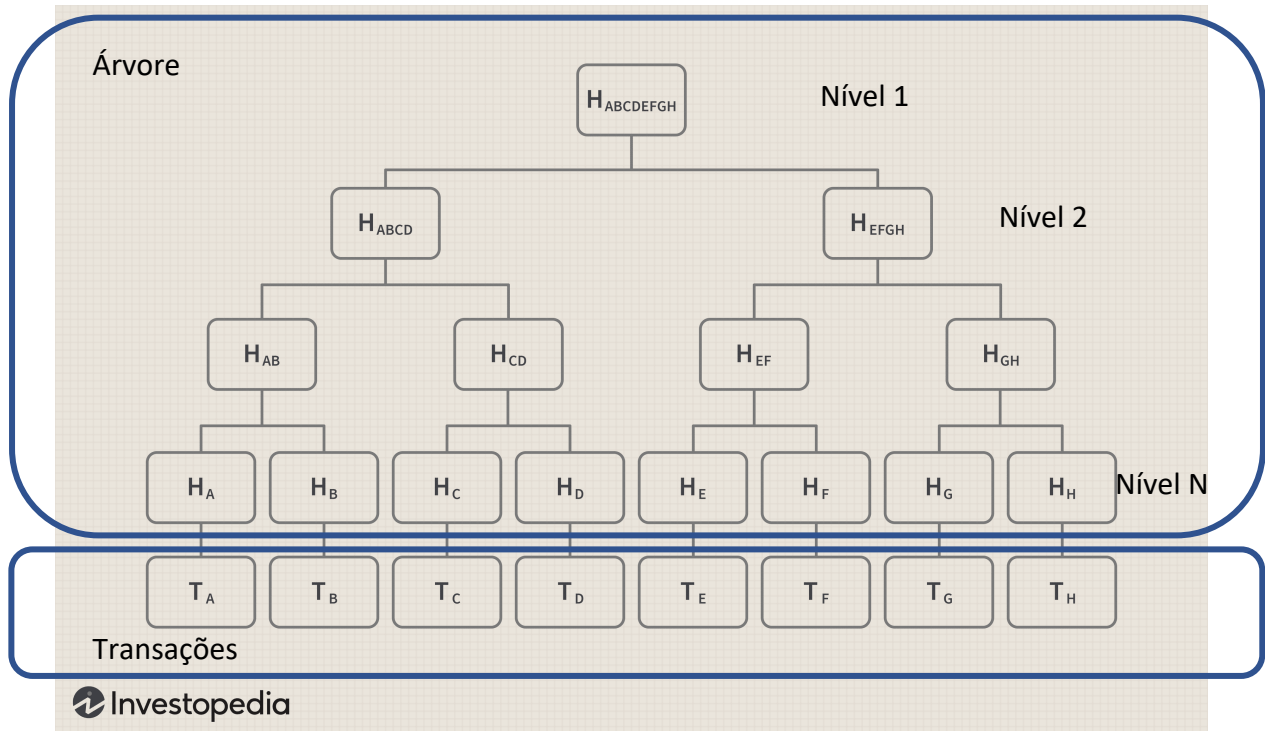 Árvore
H ABCDEFGH
Nível 1
H ABCD
H EFGH
Nível 2
H AB
H CD
H EF
H GH
H A
H B
H C
H D
H E
H F
H G
H H
Nível N
T A
T B
T C
T D
T E
T F
T G
T H
Transações
Investopedia